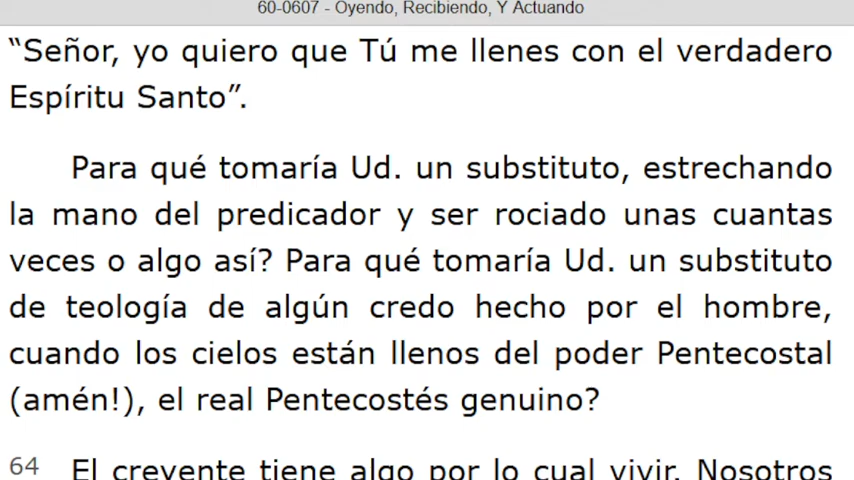 60-0607 - Oyendo, Recibiendo, Y Actuando
“Señor, yo quiero que Tú me llenes con el verdadero
Espíritu Santo”.
Para qué tomaría Ud. un substituto, estrechando
la mano del predicador y ser rociado unas cuantas
veces o algo así? Para qué tomaría Ud. un substituto
de teología de algún credo hecho por el hombre,
cuando los cielos están llenos del poder Pentecostal
(amén!), el real Pentecostés genuino?
64 El creyente tiene algo por lo cual vivir. Nosotros